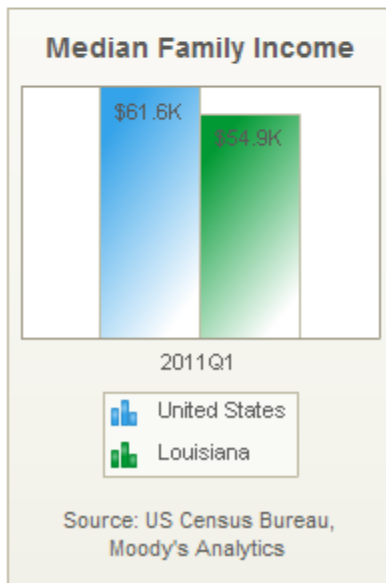 Median Family Income
$61.6K
$54.9K
2011Q1
United States
Louisiana
Source: US Census Bureau,
Moody's Analytics